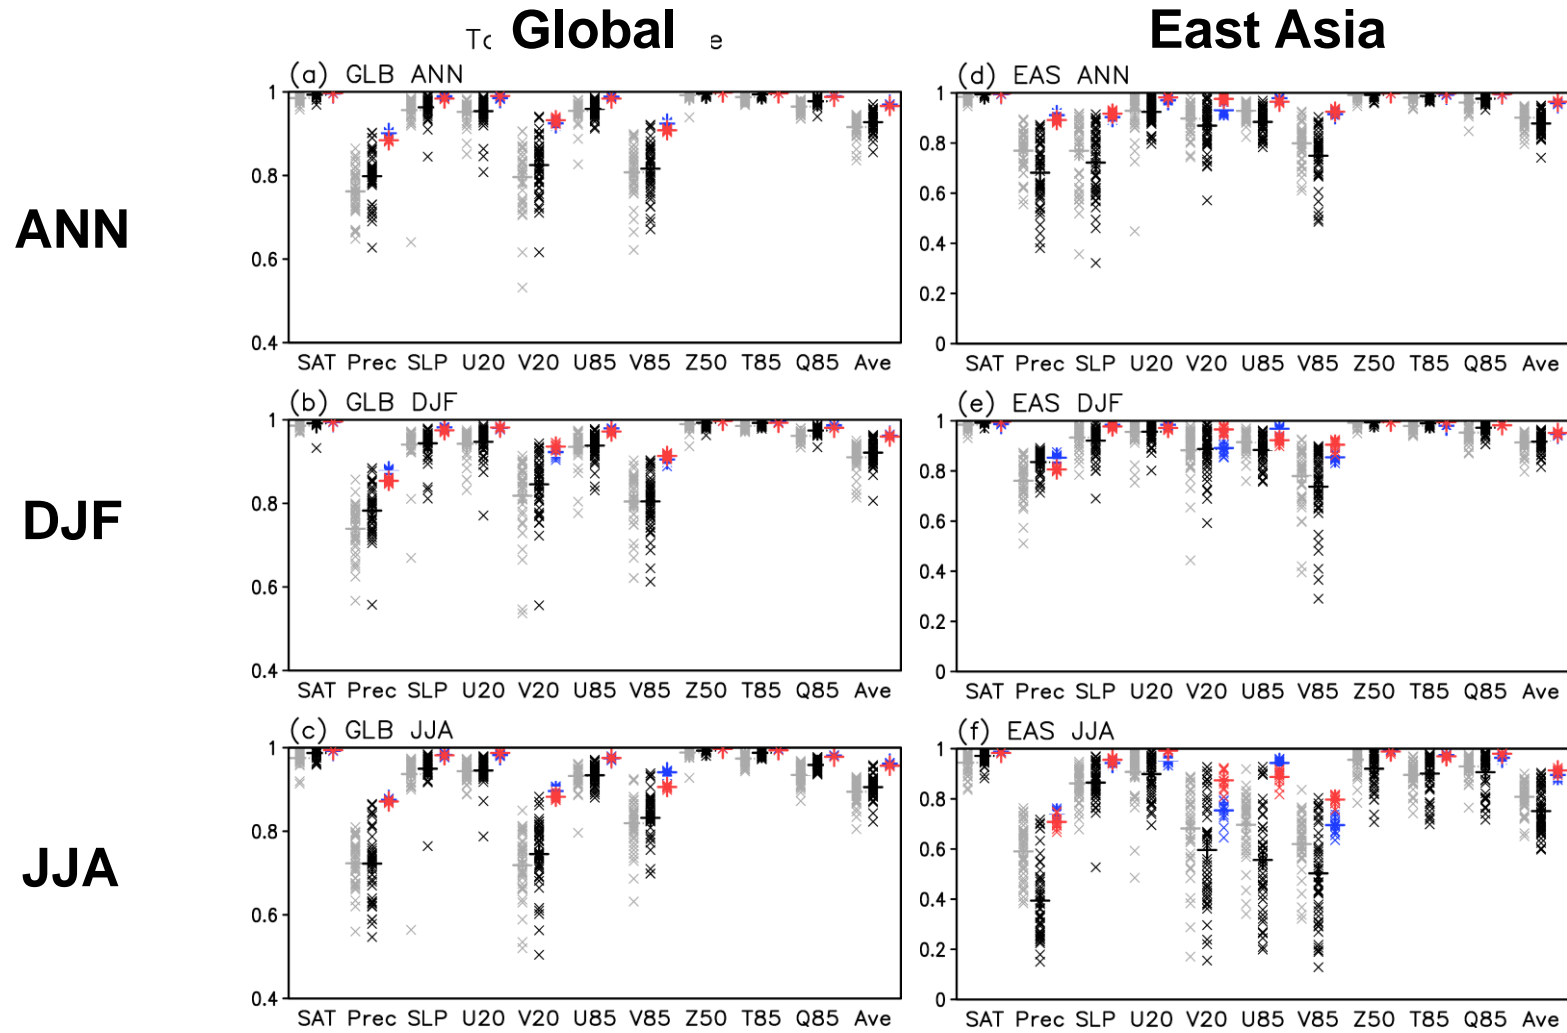 Global
East Asia
(a) GLB ANN
1
0.8
0.6
0.4
SAT Prec SLP U20 V20 U85 V85 Z50 T85 Q85 Ave
(d) EAS ANN
1
0.8
0.6
0.4
0.2
0
SAT Prec SLP U20 V20 U85 V85 Z50 T85 Q85 Ave
ANN
(b) GLB DJF
1
0.8
0.6
0.4
SAT Prec SLP U20 V20 U85 V85 Z50 T85 Q85 Ave
(e) EAS DJF
1
0.8
0.6
0.4
0.2
0
SAT Prec SLP U20 V20 U85 V85 Z50 T85 Q85 Ave
DJF
(c) GLB JJA
1
0.8
0.6
0.4
SAT Prec SLP U20 V20 U85 V85 Z50 T85 Q85 Ave
(f) EAS JJA
1
0.8
0.6
0.4
0.2
0
SAT Prec SLP U20 V20 U85 V85 Z50 T85 Q85 Ave
JJA